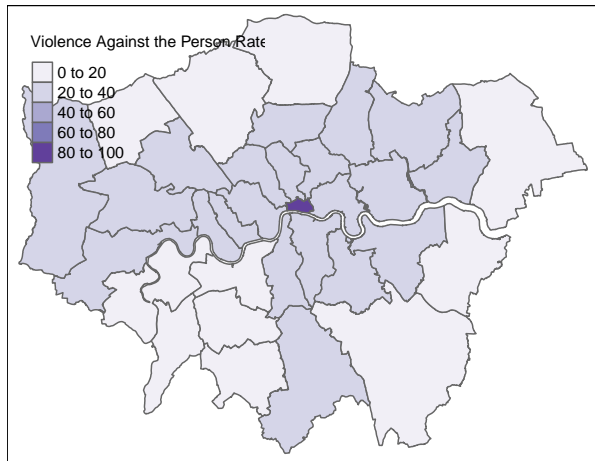 Violence Against the Person Rate
0 to 20
20 to 40
40 to 60
60 to 80
80 to 100